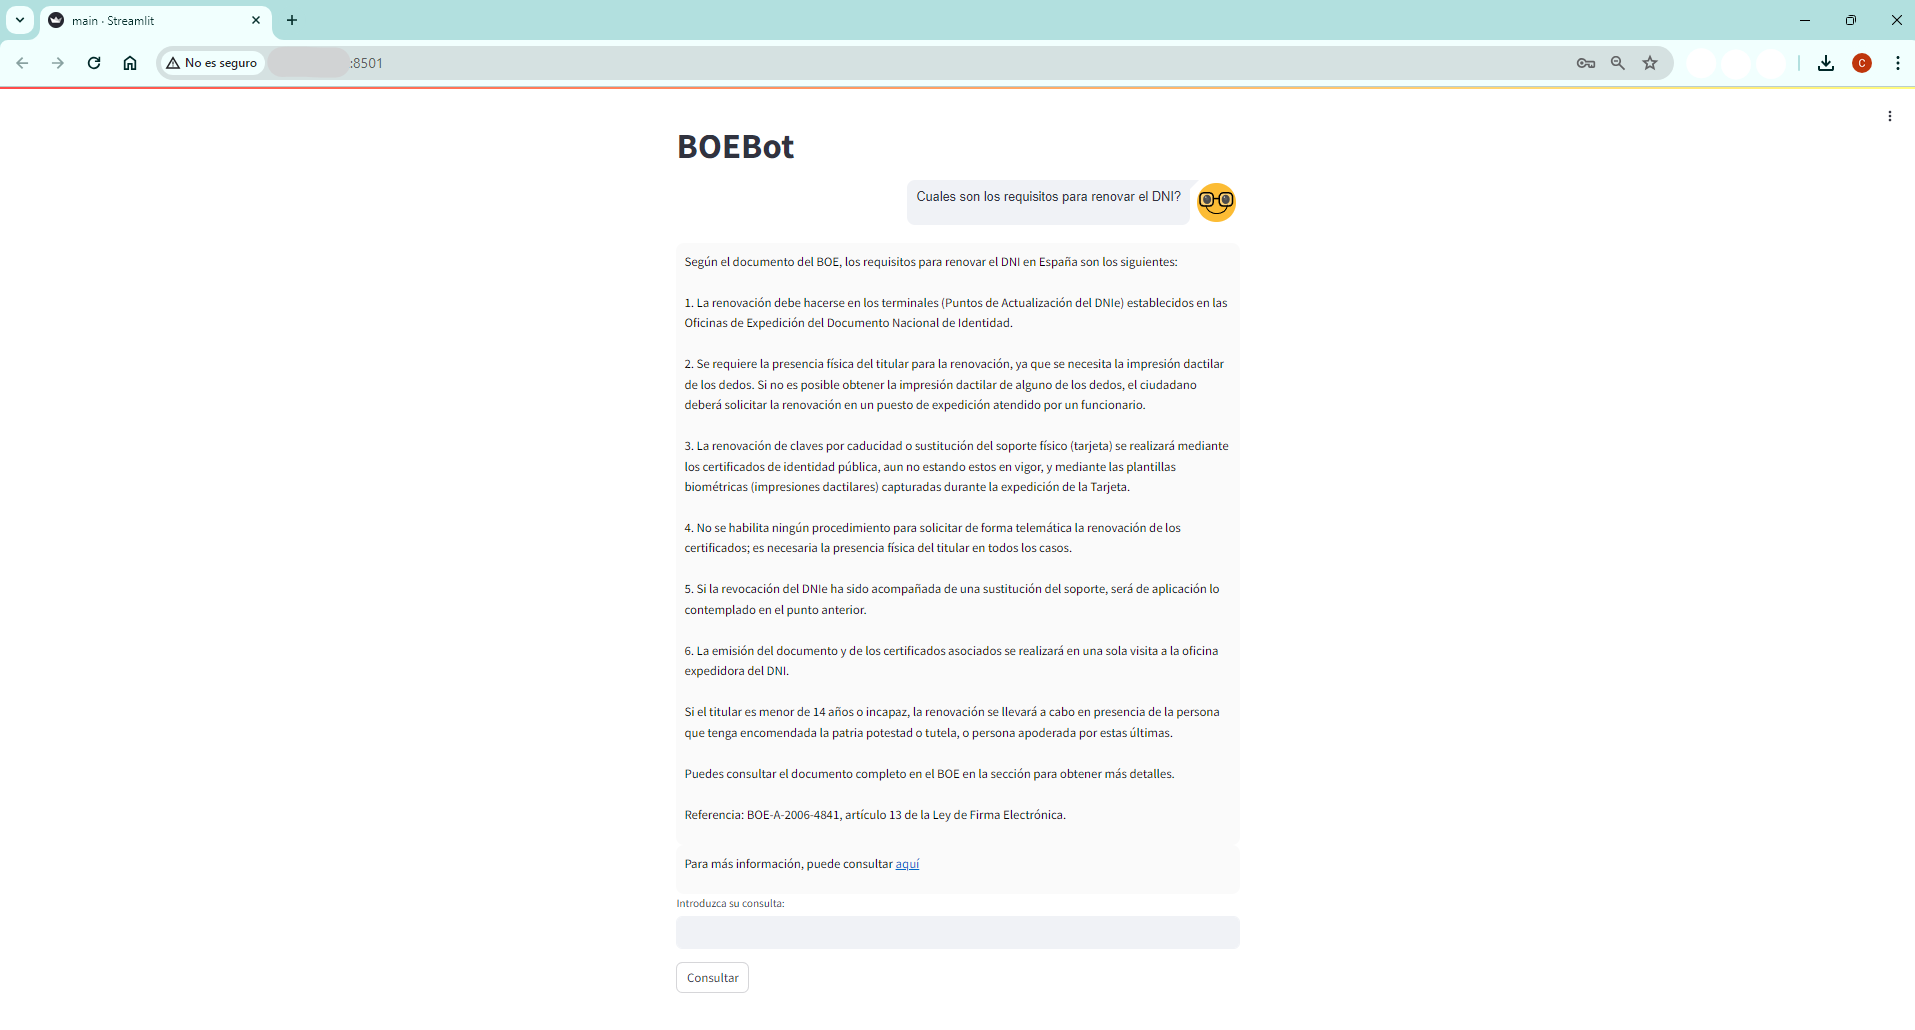 main · Streamlit
No es seguro
:8501
C
BOEBot
Cuales son los requisitos para renovar el DNI?
Según el documento del BOE, los requisitos para renovar el DNI en España son los siguientes:
1. La renovación debe hacerse en los terminales (Puntos de Actualización del DNIe) establecidos en las
Oficinas de Expedición del Documento Nacional de Identidad.
2. Se requiere la presencia física del titular para la renovación, ya que se necesita la impresión dactilar
de los dedos. Si no es posible obtener la impresión dactilar de alguno de los dedos, el ciudadano
deberá solicitar la renovación en un puesto de expedición atendido por un funcionario.
3. La renovación de claves por caducidad o sustitución del soporte físico (tarjeta) se realizará mediante
los certificados de identidad pública, aun no estando estos en vigor, y mediante las plantillas
biométricas (impresiones dactilares) capturadas durante la expedición de la Tarjeta.
4. No se habilita ningún procedimiento para solicitar de forma telemática la renovación de los
certificados; es necesaria la presencia física del titular en todos los casos.
5. Si la revocación del DNIe ha sido acompañada de una sustitución del soporte, será de aplicación lo
contemplado en el punto anterior.
6. La emisión del documento y de los certificados asociados se realizará en una sola visita a la oficina
expedidora del DNI.
Si el titular es menor de 14 años o incapaz, la renovación se llevará a cabo en presencia de la persona
que tenga encomendada la patria potestad o tutela, o persona apoderada por estas últimas.
Puedes consultar el documento completo en el BOE en la sección para obtener más detalles.
Referencia: BOE-A-2006-4841, artículo 13 de la Ley de Firma Electrónica.
Para más información, puede consultar aquí
Introduzca su consulta:
Consultar